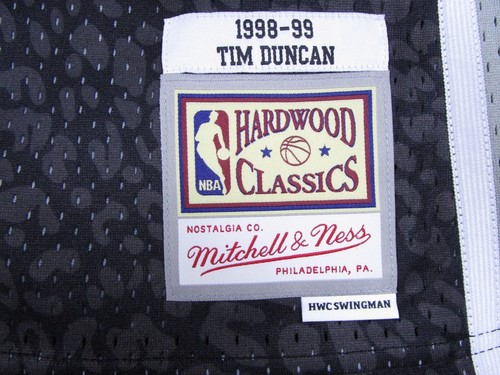 1998-99
TIM DUNCAN
HARDWOOD
NBA
CLASSICS
NOSTALGIA CO.
Mitchell & Ness
PHILADELPHIA, PA.
HWCSWINGMAN